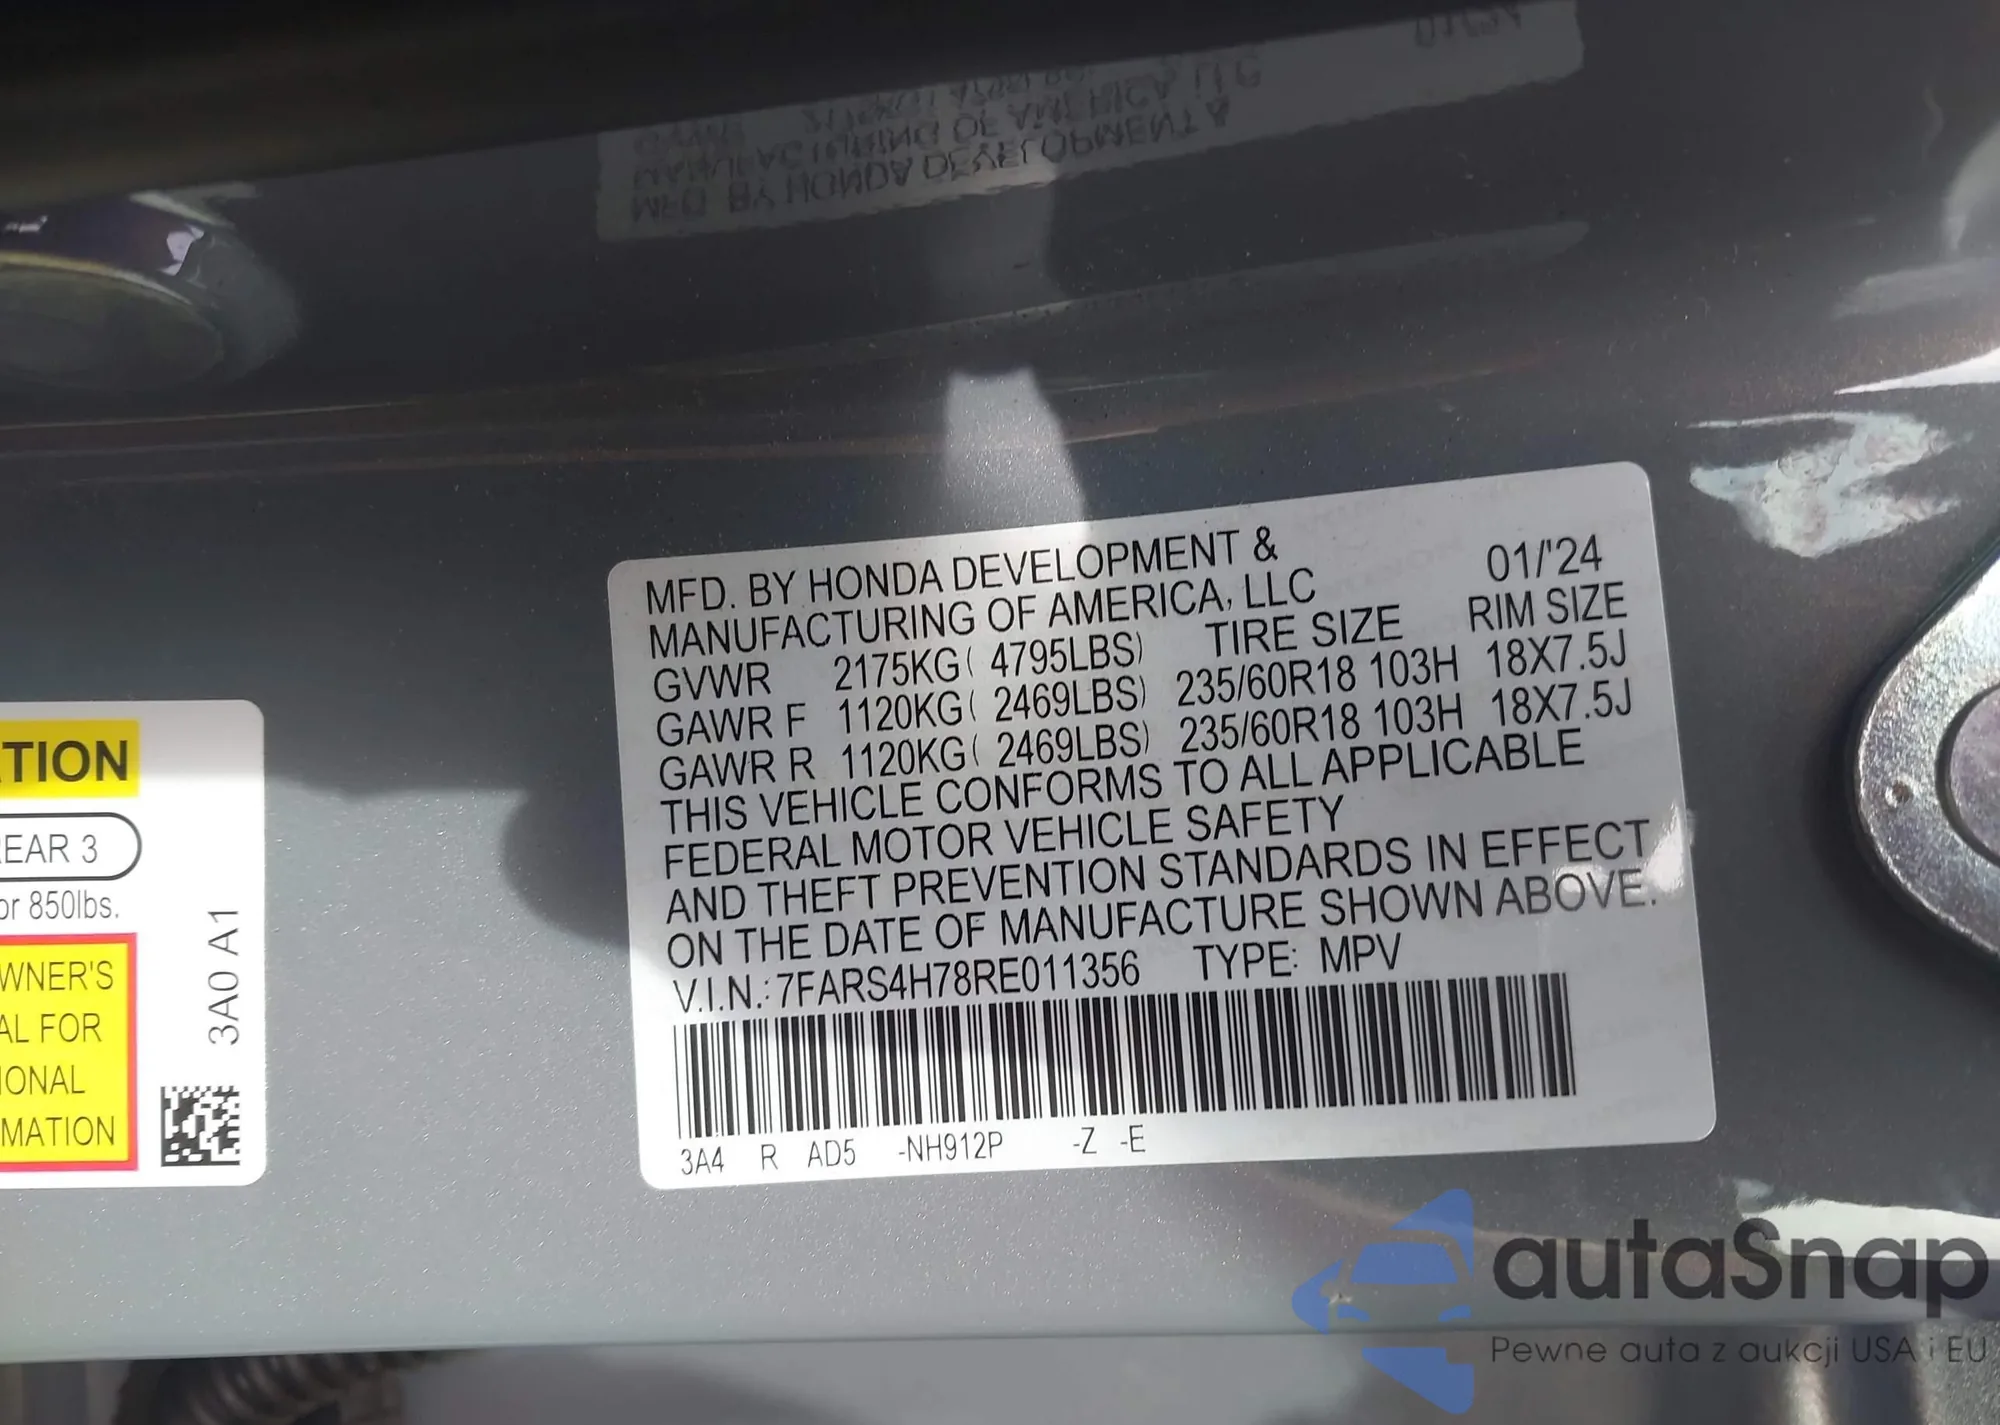 MFD. BY HONDA DEVELOPMENT &
MANUFACTURING OF AMERICA, LLC 01/'24
GVWR 2175KG( 4795LBS) TIRE SIZE RIM SIZE
GAWR F 1120KG( 2469LBS) 235/60R18 103H 18X7.5J
GAWR R 1120KG( 2469LBS) 235/60R18 103H 18X7.5J
THIS VEHICLE CONFORMS TO ALL APPLICABLE
FEDERAL MOTOR VEHICLE SAFETY
AND THEFT PREVENTION STANDARDS IN EFFECT
ON THE DATE OF MANUFACTURE SHOWN ABOVE.
V.I.N.: 7FARS4H78RE011356 TYPE: MPV
3A4 R AD5 -NH912P -Z -E
TION
EAR 3
or 850lbs.
WNER'S
AL FOR
IONAL
MATION
3A0 A1
autaSnap
Pewne auta z aukcji USA i EU